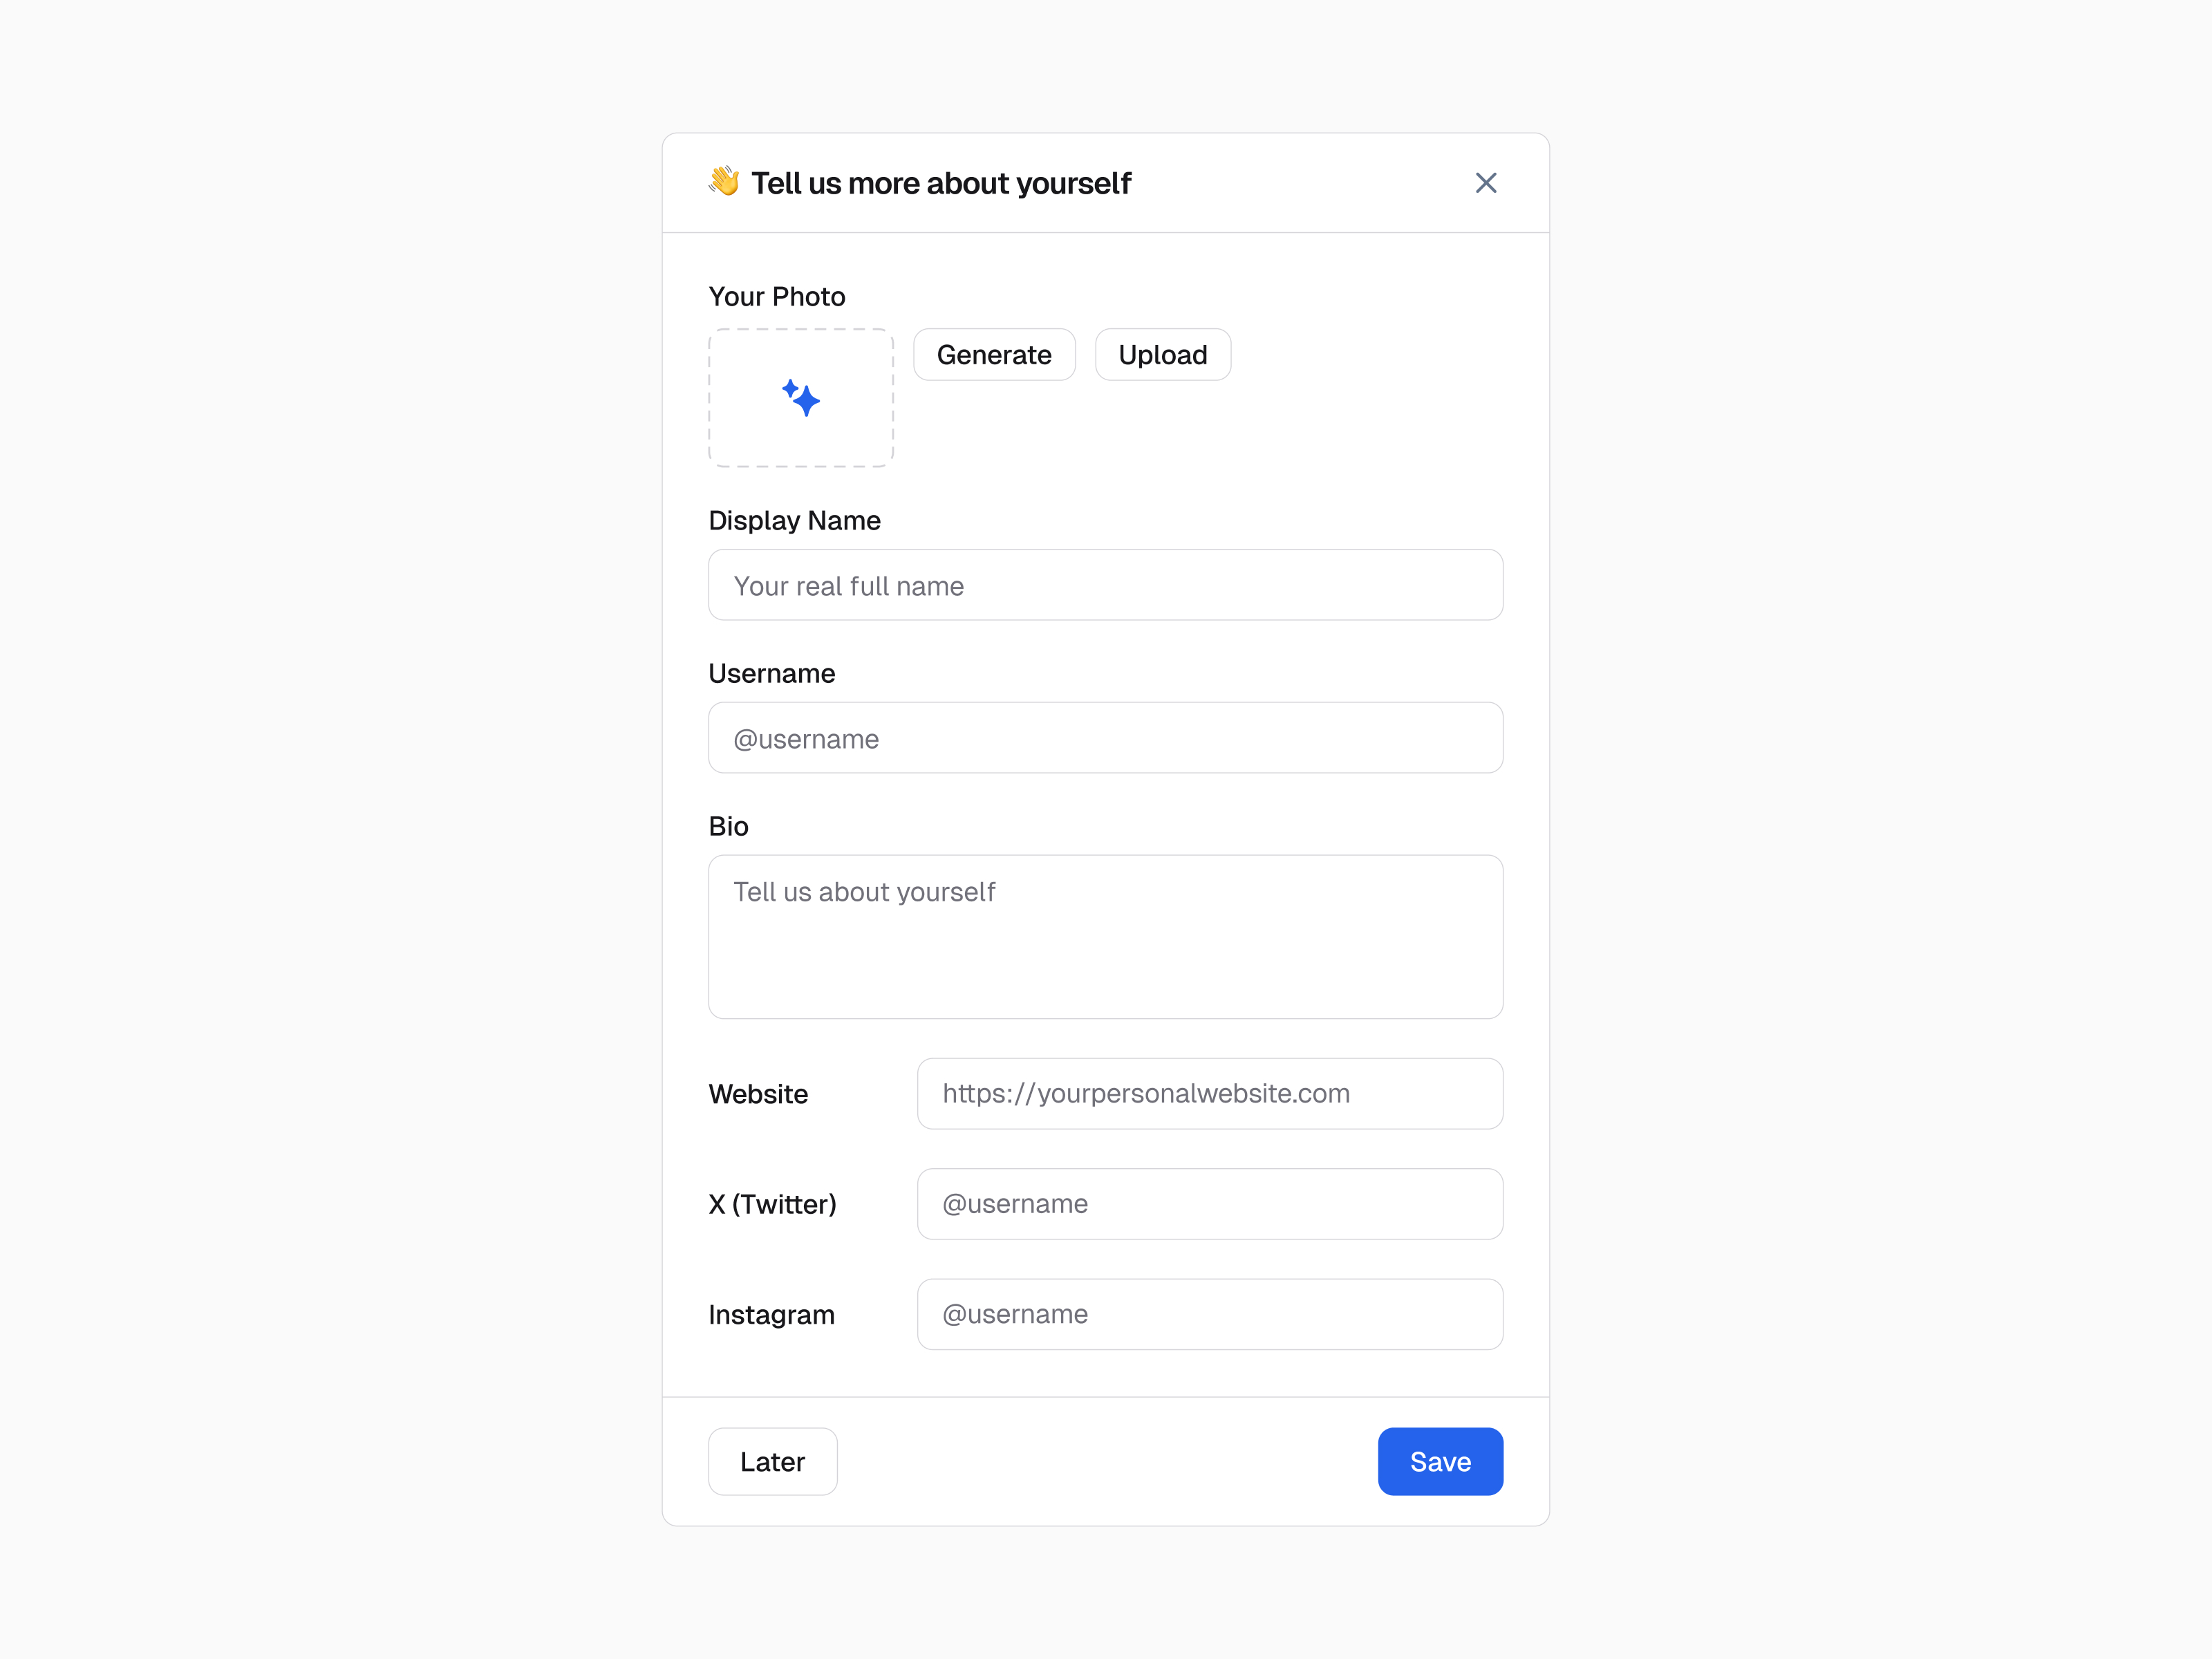 👋 Tell us more about yourself
Your Photo
Generate
Upload
Display Name
Your real full name
Username
@username
Bio
Tell us about yourself
Website
https://yourpersonalwebsite.com
X (Twitter)
@username
Instagram
@username
Later
Save